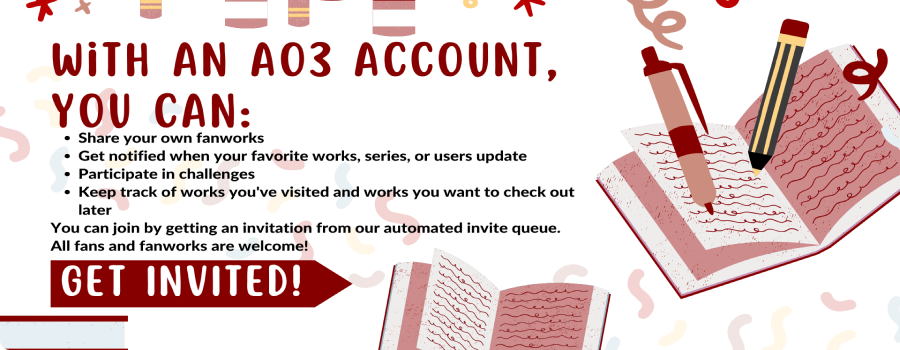 WiTH AN AO3 ACCOUNT,
YOU CAN:
• Share your own fanworks
• Get notified when your favorite works, series, or users update
• Participate in challenges
• Keep track of works you've visited and works you want to check out
later
You can join by getting an invitation from our automated invite queue.
All fans and fanworks are welcome!
GET INVITED!